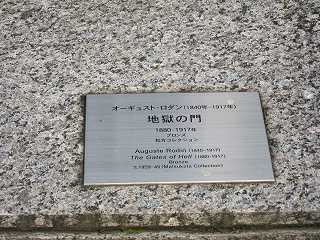 オーギュスト・ロダン(1840年-1917年)
地獄の門
1880-1917年
ブロンズ
松方コレクション
Auguste Rodin (1840-1917)
The Gates of Hell (1880-1917)
Bronze
(Matsukata Collection)